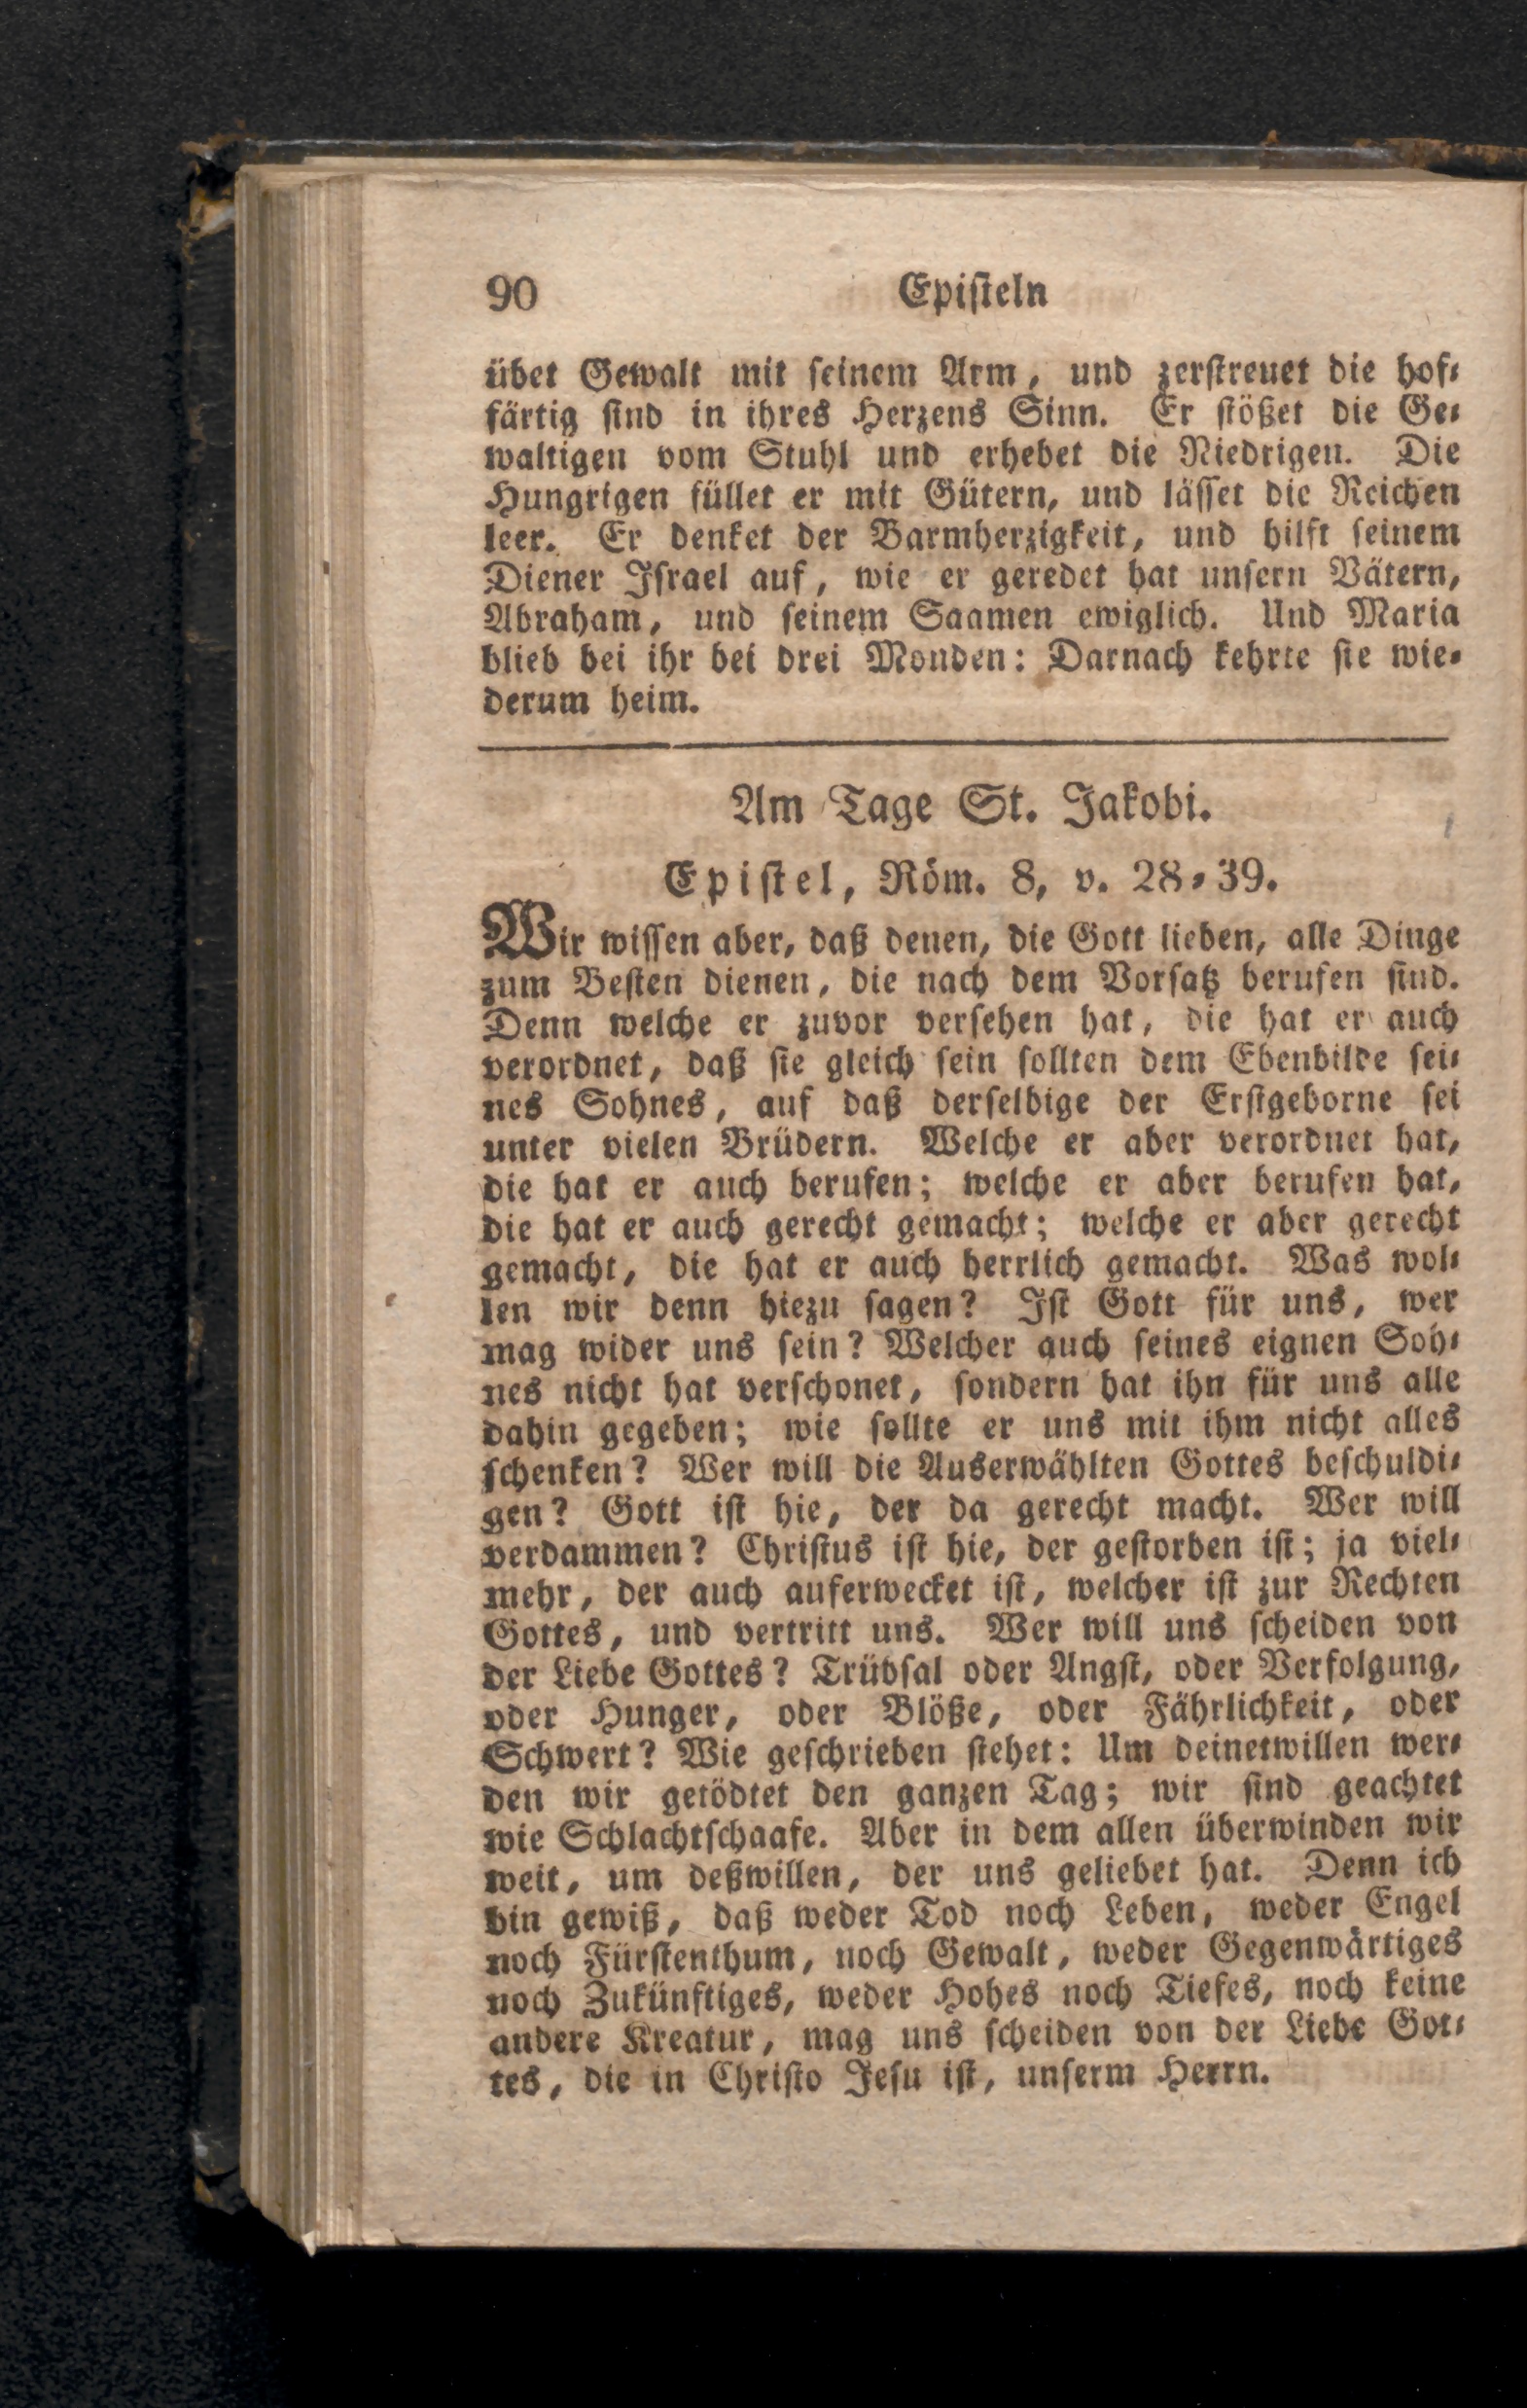 90 Episteln
übet Gewalt mit seinem Arm, und zerstreuet die hof-
färtig sind in ihres Herzens Sinn. Er stößet die Ge-
waltigen vom Stuhl und erhebet die Niedrigen. Die
Hungrigen füllet er mit Gütern, und lässet die Reichen
leer. Er denket der Barmherzigkeit, und hilft seinem
Diener Israel auf, wie er geredet hat unsern Vätern,
Abraham, und seinem Saamen ewiglich. Und Maria
blieb bei ihr bei drei Monden: Darnach kehrte sie wie-
derum heim.
Am Tage St. Jakobi.
Epistel, Röm. 8, v. 28-39.
Wir wissen aber, daß denen, die Gott lieben, alle Dinge
zum Besten dienen, die nach dem Vorsatz berufen sind.
Denn welche er zuvor versehen hat, die hat er auch
verordnet, daß sie gleich sein sollten dem Ebenbilde sei-
nes Sohnes, auf daß derselbige der Erstgeborne sei
unter vielen Brüdern. Welche er aber verordnet hat,
die hat er auch berufen; welche er aber berufen hat,
die hat er auch gerecht gemacht; welche er aber gerecht
gemacht, die hat er auch herrlich gemacht. Was wol-
len wir denn hiezu sagen? Ist Gott für uns, wer
mag wider uns sein? Welcher auch seines eignen Soh-
nes nicht hat verschonet, sondern hat ihn für uns alle
dahin gegeben; wie sollte er uns mit ihm nicht alles
schenken? Wer will die Auserwählten Gottes beschuldi-
gen? Gott ist hie, der da gerecht macht. Wer will
verdammen? Christus ist hie, der gestorben ist; ja viel-
mehr, der auch auferwecket ist, welcher ist zur Rechten
Gottes, und vertritt uns. Wer will uns scheiden von
der Liebe Gottes? Trübsal oder Angst, oder Verfolgung,
oder Hunger, oder Blöße, oder Fährlichkeit, oder
Schwert? Wie geschrieben stehet: Um deinetwillen wer-
den wir getödtet den ganzen Tag; wir sind geachtet
wie Schlachtschaafe. Aber in dem allen überwinden wir
weit, um deßwillen, der uns geliebet hat. Denn ich
bin gewiß, daß weder Tod noch Leben, weder Engel
noch Fürstenthum, noch Gewalt, weder Gegenwärtiges
noch Zukünftiges, weder Hohes noch Tiefes, noch keine
andere Kreatur, mag uns scheiden von der Liebe Got-
tes, die in Christo Jesu ist, unserm Herrn.